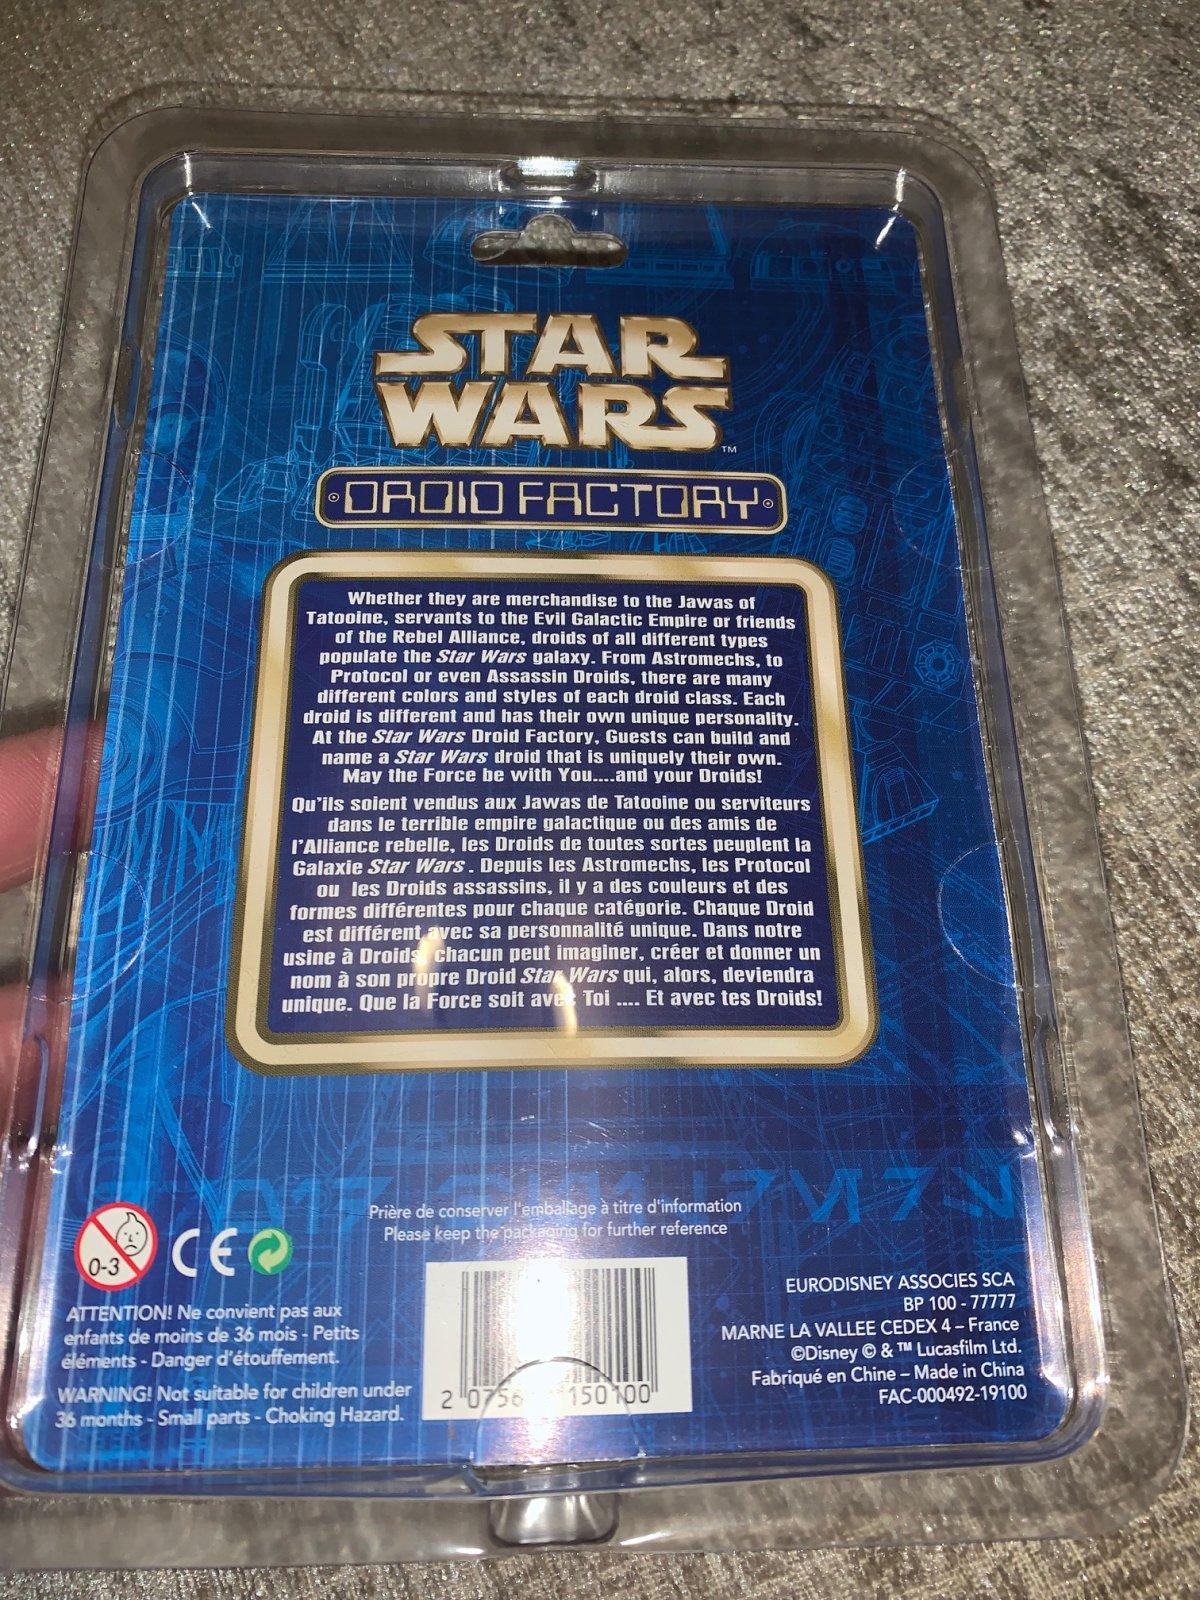 STAR
WARS
TM
DROID FACTORY
Whether they are merchandise to the Jawas of
Tatooine, servants to the Evil Galactic Empire or friends
of the Rebel Alliance, droids of all different types
populate the Star Wars galaxy. From Astromechs, to
Protocol or even Assassin Droids, there are many
different colors and styles of each droid class. Each
droid is different and has their own unique personality.
At the Star Wars Droid Factory, Guests can build and
name a Star Wars droid that is uniquely their own.
May the Force be with You....and your Droids!
Qu'ils soient vendus aux Jawas de Tatooine ou serviteurs
dans le terrible empire galactique ou des amis de
l'Alliance rebelle, les Droids de toutes sortes peuplent la
Galaxie Star Wars . Depuis les Astromechs, les Protocol
ou les Droids assassins, il y a des couleurs et des
formes différentes pour chaque catégorie. Chaque Droid
est différent avec sa personnalité unique. Dans notre
usine à Droids, chacun peut imaginer, créer et donner un
nom à son propre Droid Star Wars qui, alors, deviendra
unique. Que la Force soit avec Toi .... Et avec tes Droids!
Prière de conserver l'emballage à titre d'information
Please keep the packaging for further reference
0-3
CE
ATTENTION! Ne convient pas aux
enfants de moins de 36 mois - Petits
éléments - Danger d'étouffement.
WARNING! Not suitable for children under
36 months - Small parts - Choking Hazard.
2 150100
EURODISNEY ASSOCIES SCA
BP 100 - 77777
MARNE LA VALLEE CEDEX 4 – France
©Disney © & ™ Lucasfilm Ltd.
Fabriqué en Chine – Made in China
FAC-000492-19100